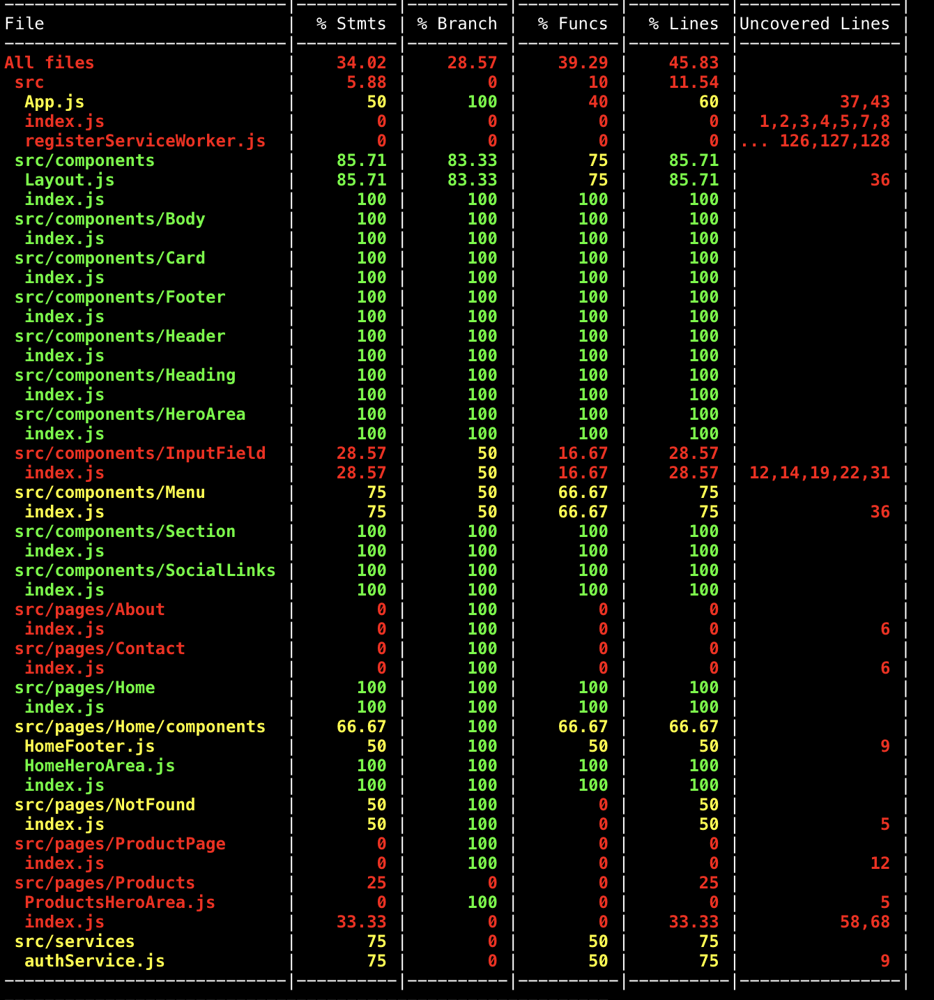 File | % Stmts | % Branch | % Funcs | % Lines |Uncovered Lines |
All files | 34.02 | 28.57 | 39.29 | 45.83 | |
src | 5.88 | 0 | 10 | 11.54 | |
App.js | 50 | 100 | 40 | 60 | 37,43 |
index.js | 0 | 0 | 0 | 0 | 1,2,3,4,5,7,8 |
registerServiceWorker.js | 0 | 0 | 0 | 0 |... 126,127,128 |
src/components | 85.71 | 83.33 | 75 | 85.71 | |
Layout.js | 85.71 | 83.33 | 75 | 85.71 | 36 |
index.js | 100 | 100 | 100 | 100 | |
src/components/Body | 100 | 100 | 100 | 100 | |
index.js | 100 | 100 | 100 | 100 | |
src/components/Card | 100 | 100 | 100 | 100 | |
index.js | 100 | 100 | 100 | 100 | |
src/components/Footer | 100 | 100 | 100 | 100 | |
index.js | 100 | 100 | 100 | 100 | |
src/components/Header | 100 | 100 | 100 | 100 | |
index.js | 100 | 100 | 100 | 100 | |
src/components/Heading | 100 | 100 | 100 | 100 | |
index.js | 100 | 100 | 100 | 100 | |
src/components/HeroArea | 100 | 100 | 100 | 100 | |
index.js | 100 | 100 | 100 | 100 | |
src/components/InputField | 28.57 | 50 | 16.67 | 28.57 | |
index.js | 28.57 | 50 | 16.67 | 28.57 | 12,14,19,22,31 |
src/components/Menu | 75 | 50 | 66.67 | 75 | |
index.js | 75 | 50 | 66.67 | 75 | 36 |
src/components/Section | 100 | 100 | 100 | 100 | |
index.js | 100 | 100 | 100 | 100 | |
src/components/SocialLinks | 100 | 100 | 100 | 100 | |
index.js | 100 | 100 | 100 | 100 | |
src/pages/About | 0 | 100 | 0 | 0 | |
index.js | 0 | 100 | 0 | 0 | 6 |
src/pages/Contact | 0 | 100 | 0 | 0 | |
index.js | 0 | 100 | 0 | 0 | 6 |
src/pages/Home | 100 | 100 | 100 | 100 | |
index.js | 100 | 100 | 100 | 100 | |
src/pages/Home/components | 66.67 | 100 | 66.67 | 66.67 | |
HomeFooter.js | 50 | 100 | 50 | 50 | 9 |
HomeHeroArea.js | 100 | 100 | 100 | 100 | |
index.js | 100 | 100 | 100 | 100 | |
src/pages/NotFound | 50 | 100 | 0 | 50 | |
index.js | 50 | 100 | 0 | 50 | 5 |
src/pages/ProductPage | 0 | 100 | 0 | 0 | |
index.js | 0 | 100 | 0 | 0 | 12 |
src/pages/Products | 25 | 0 | 0 | 25 | |
ProductsHeroArea.js | 0 | 100 | 0 | 0 | 5 |
index.js | 33.33 | 0 | 0 | 33.33 | 58,68 |
src/services | 75 | 0 | 50 | 75 | |
authService.js | 75 | 0 | 50 | 75 | 9 |